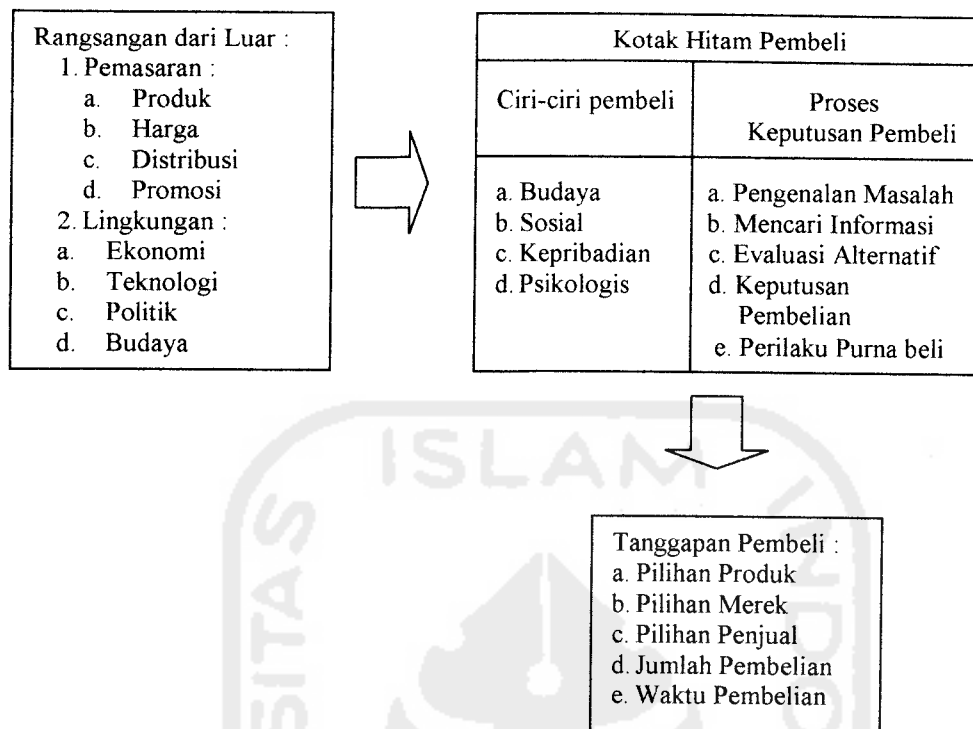 Rangsangan dari Luar :
1. Pemasaran :
a. Produk
b. Harga
c. Distribusi
d. Promosi
2. Lingkungan :
a. Ekonomi
b. Teknologi
c. Politik
d. Budaya
Kotak Hitam Pembeli
Ciri-ciri pembeli
a. Budaya
b. Sosial
c. Kepribadian
d. Psikologis
Proses
Keputusan Pembeli
a. Pengenalan Masalah
b. Mencari Informasi
c. Evaluasi Alternatif
d. Keputusan
Pembelian
e. Perilaku Purna beli
Tanggapan Pembeli :
a. Pilihan Produk
b. Pilihan Merek
c. Pilihan Penjual
d. Jumlah Pembelian
e. Waktu Pembelian
ISLAM
SITAS
INDO